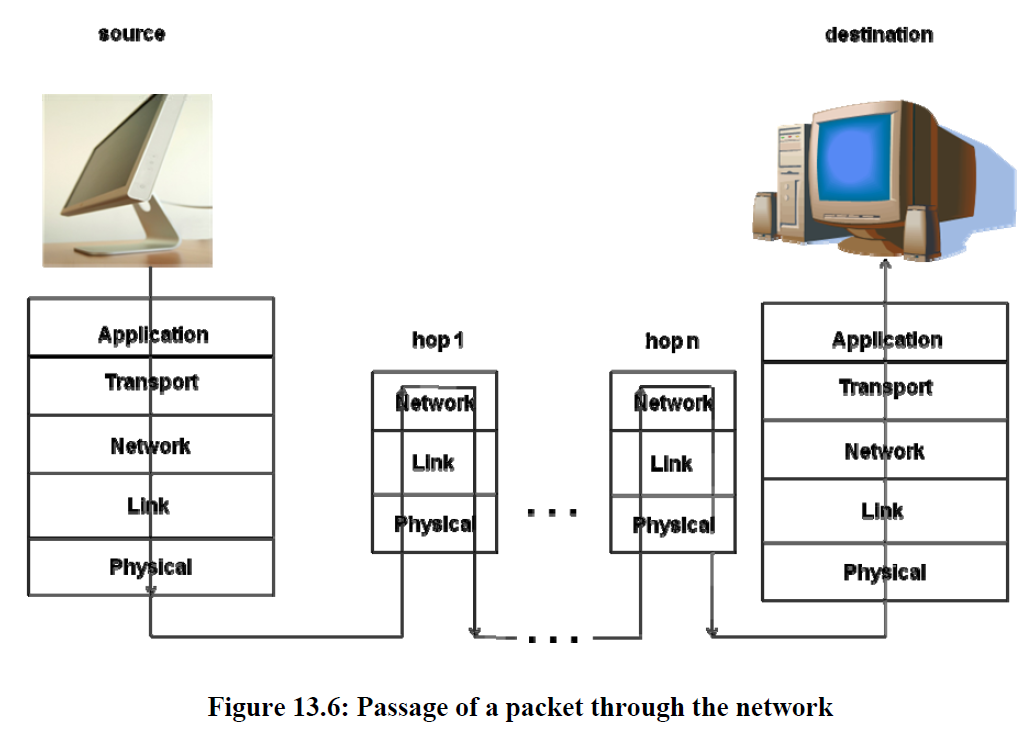 source
destination
Application
Transport
Network
Link
Physical
hop 1
Network
Link
Physical
. . .
. . .
hop n
Network
Link
Physical
Application
Transport
Network
Link
Physical
Figure 13.6: Passage of a packet through the network